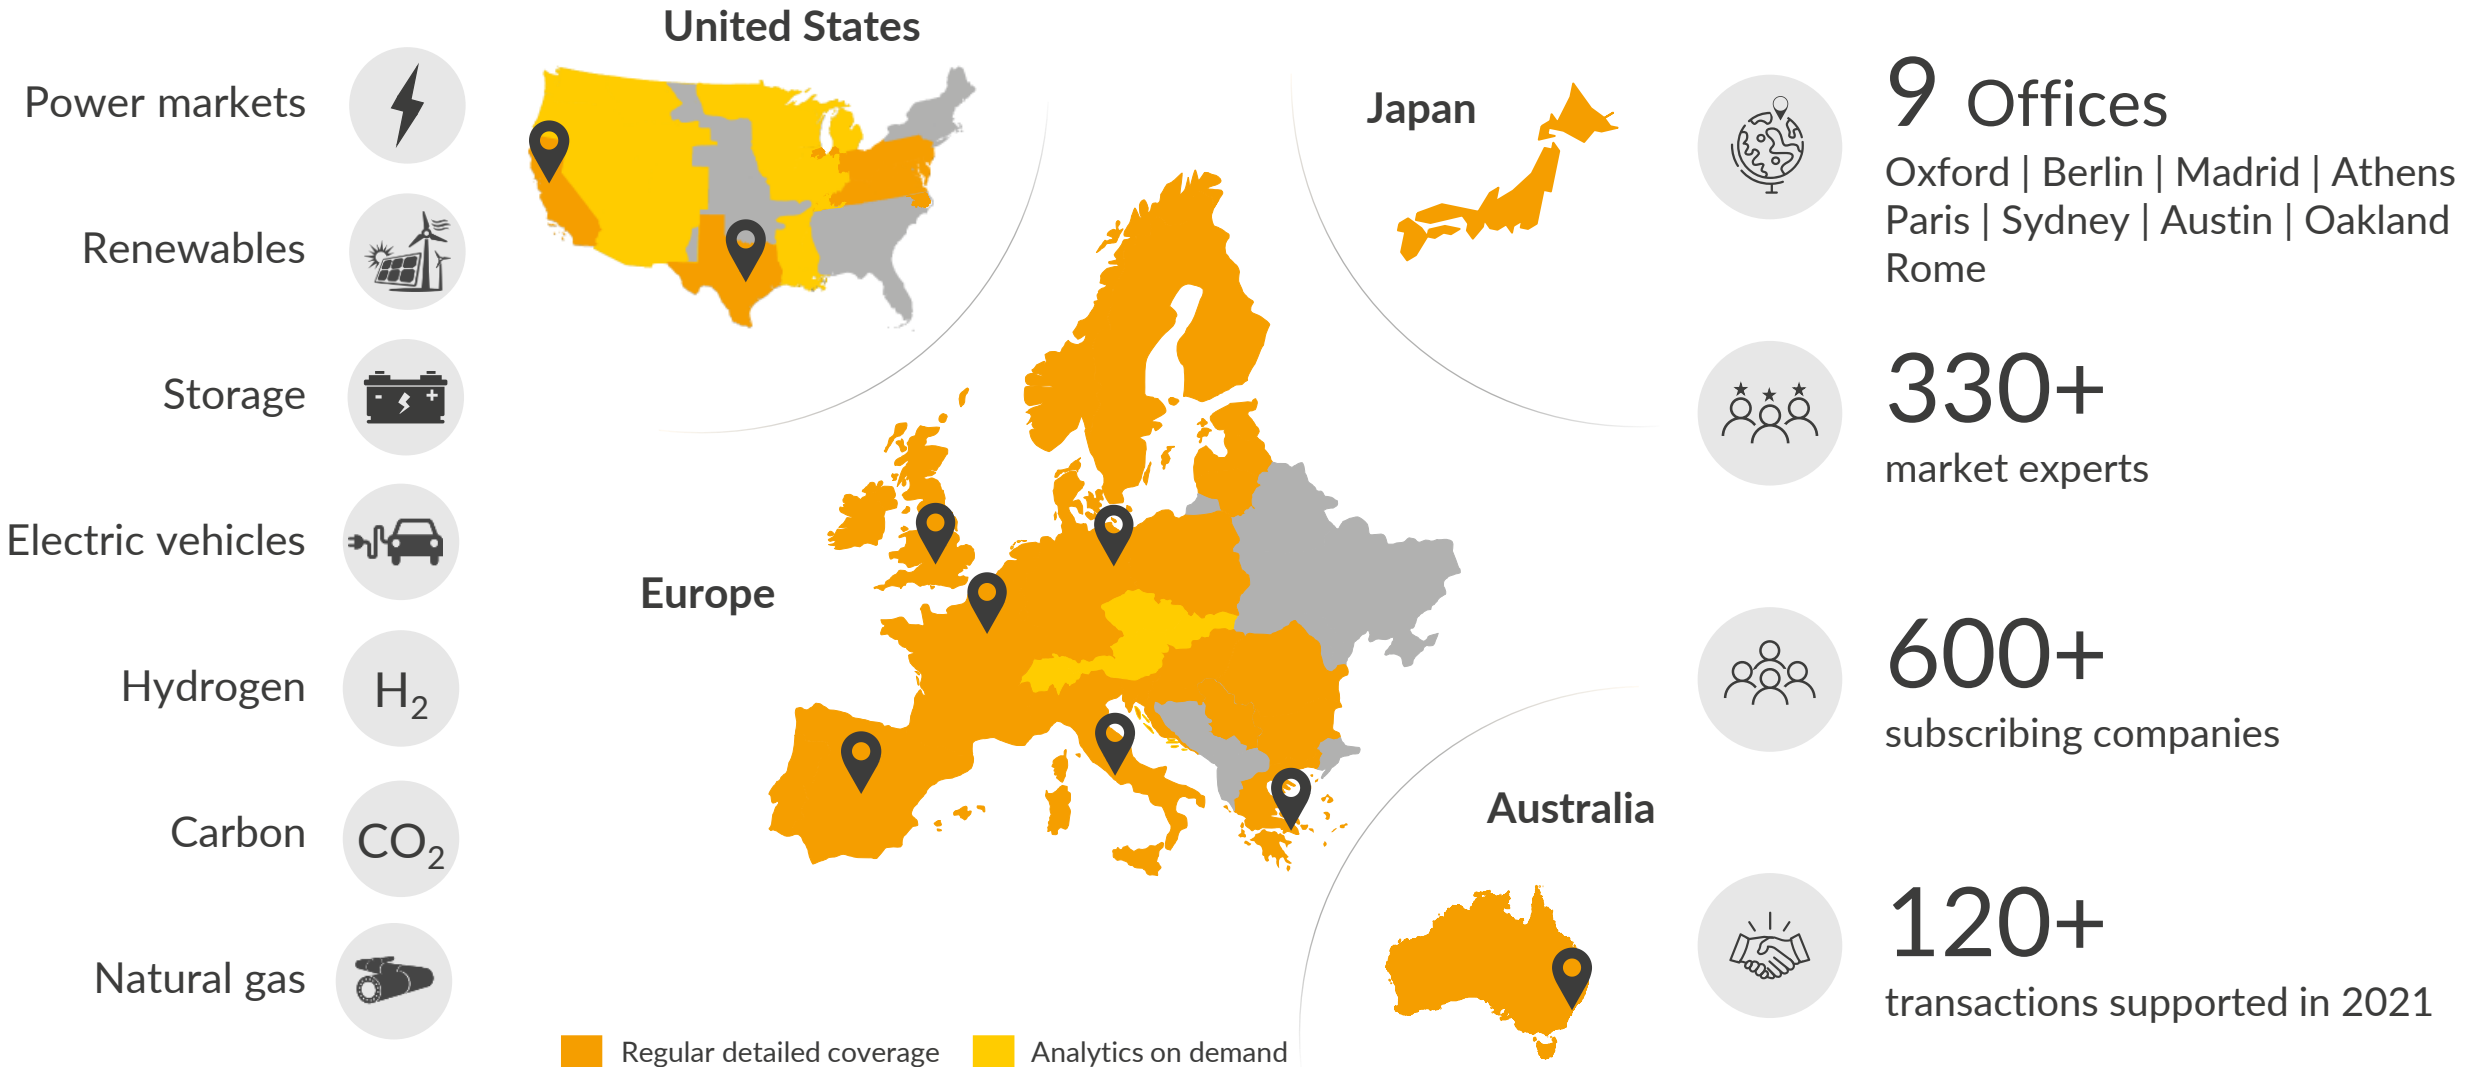 Power markets
Renewables
Storage
Electric vehicles
Hydrogen
H2
Carbon
CO2
Natural gas
United States
Japan
Europe
Australia
Regular detailed coverage
Analytics on demand
9 Offices
Oxford | Berlin | Madrid | Athens
Paris | Sydney | Austin | Oakland
Rome
330+
market experts
600+
subscribing companies
120+
transactions supported in 2021